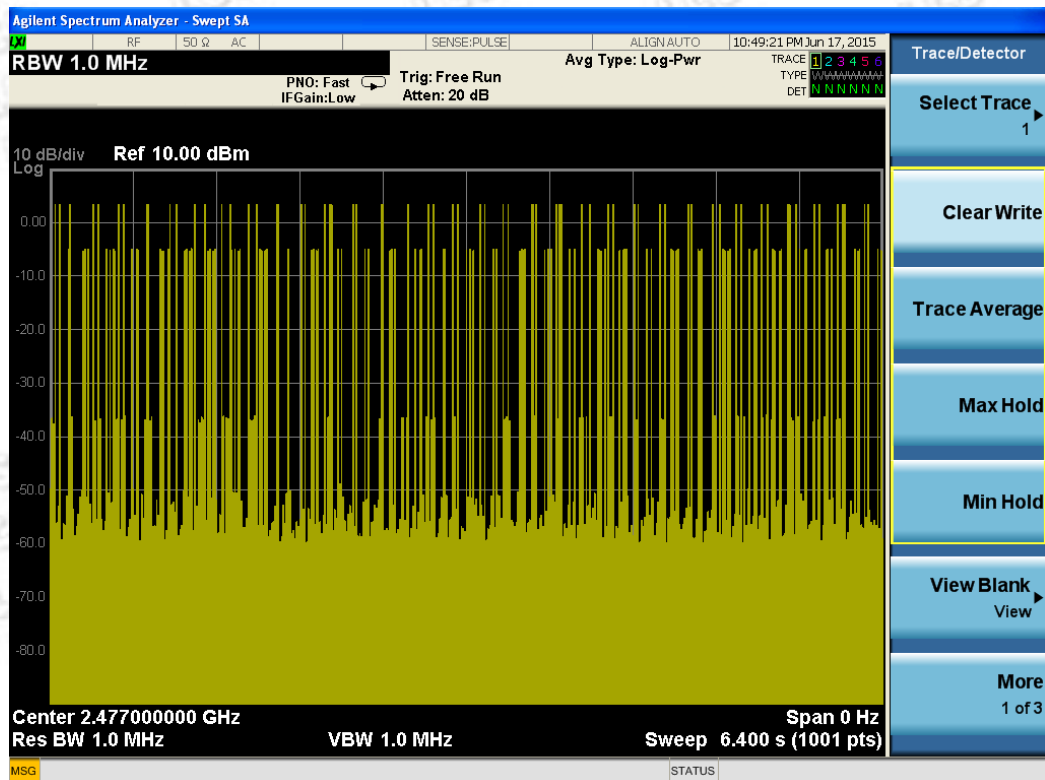 Agilent Spectrum Analyzer - Swept SA
LXI RF 50 Ω AC SENSE:PULSE ALIGN AUTO 10:49:21 PM Jun 17, 2015
RBW 1.0 MHz
PNO: Fast
IFGain:Low
Trig: Free Run
Atten: 20 dB
Avg Type: Log-Pwr
TRACE 1 2 3 4 5 6
TYPE
DET N N N N N N
10 dB/div Ref 10.00 dBm
Log
0.00
-10.0
-20.0
-30.0
-40.0
-50.0
-60.0
-70.0
-80.0
Center 2.477000000 GHz Span 0 Hz
Res BW 1.0 MHz VBW 1.0 MHz Sweep 6.400 s (1001 pts)
MSG STATUS
Trace/Detector
Select Trace
1
Clear Write
Trace Average
Max Hold
Min Hold
View Blank
View
More
1 of 3